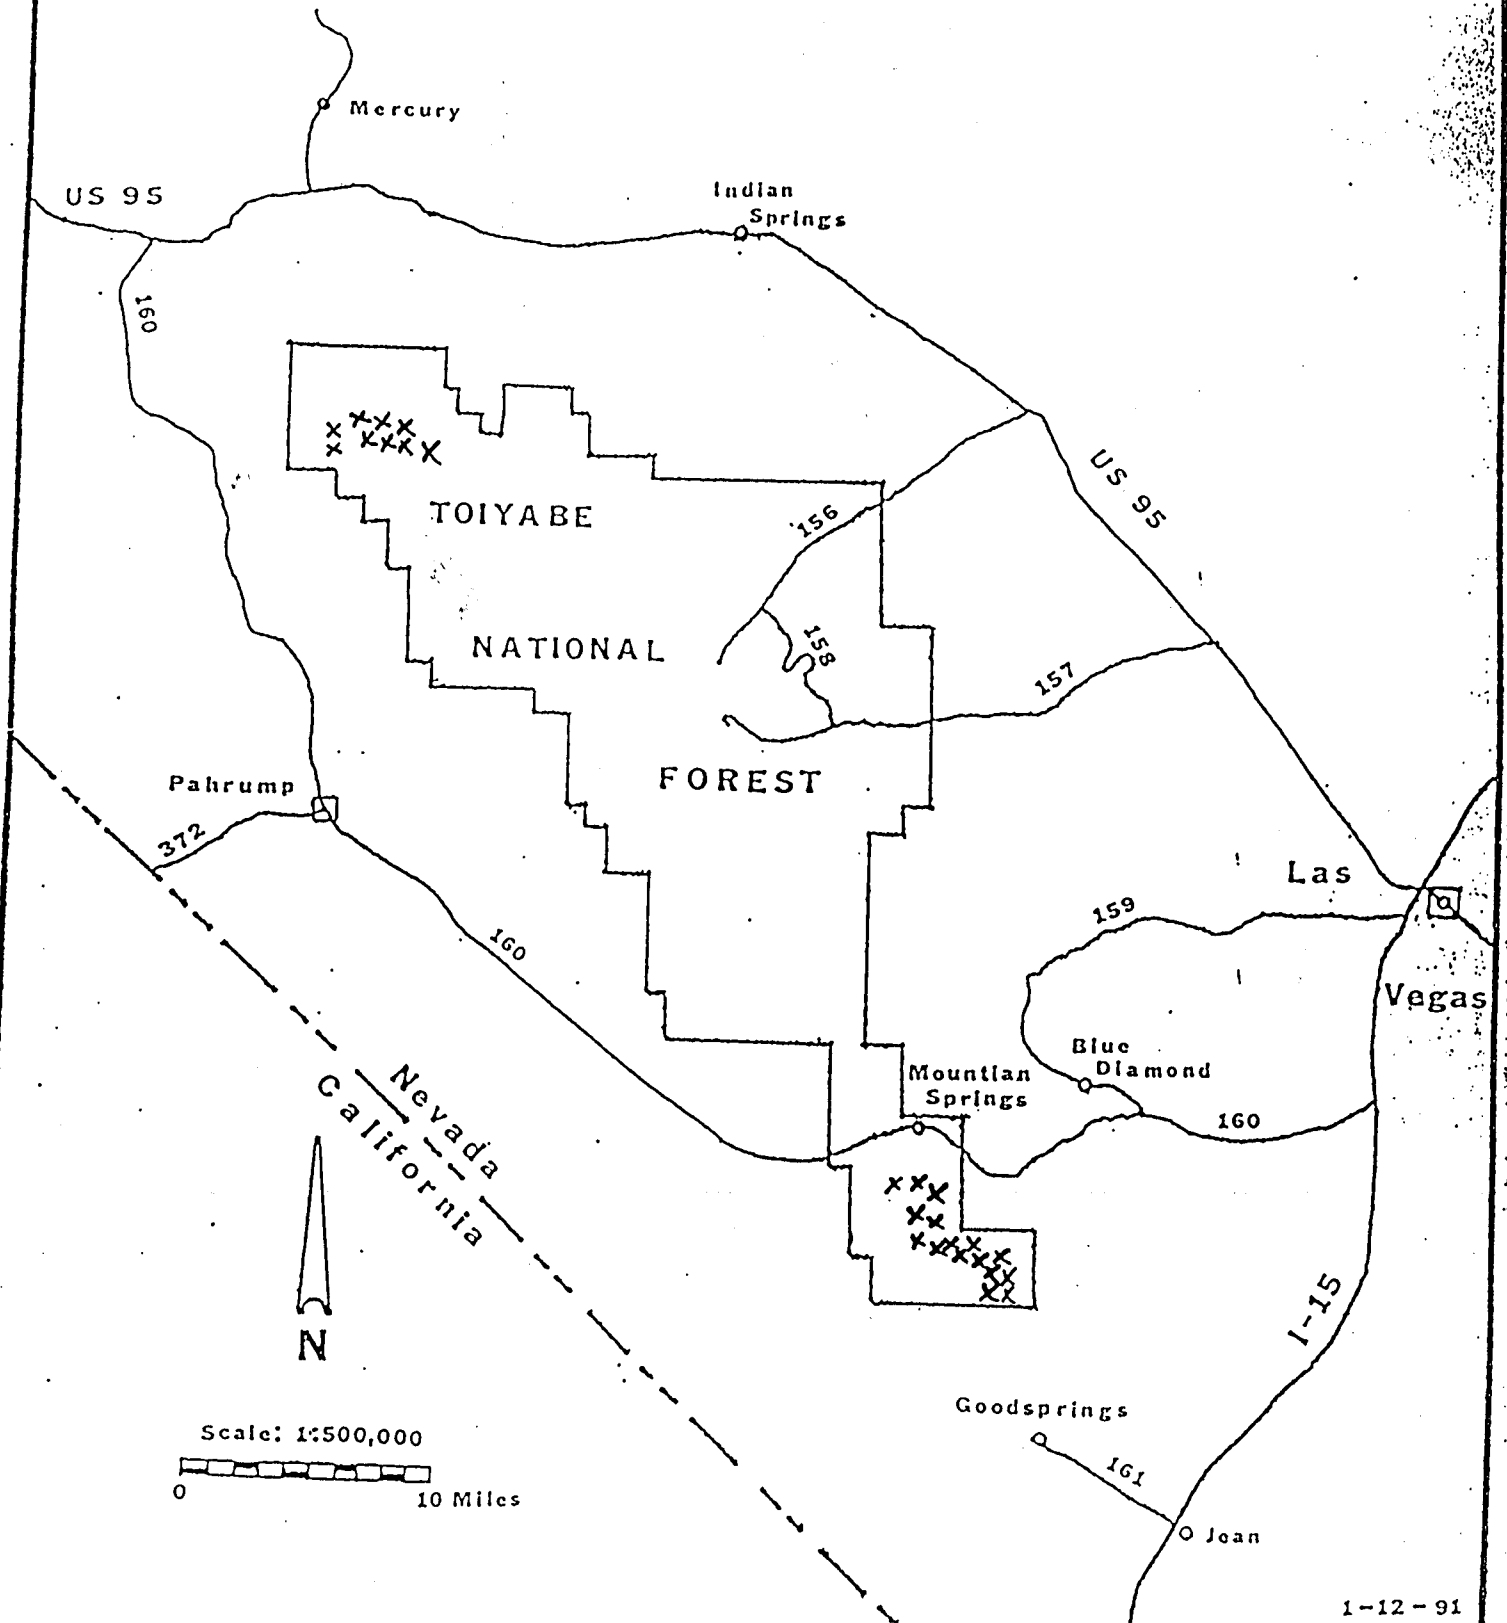 Mercury
US 95
Indian
Springs
160
TOIYABE
156
US 95
158
NATIONAL
157
FOREST
Pahrump
372
Las
159
160
Vegas
Blue
Diamond
Mountian
Springs
160
Nevada
California
N
I-15
Goodsprings
161
Scale: 1:500,000
0
10 Miles
Jean
1-12-91